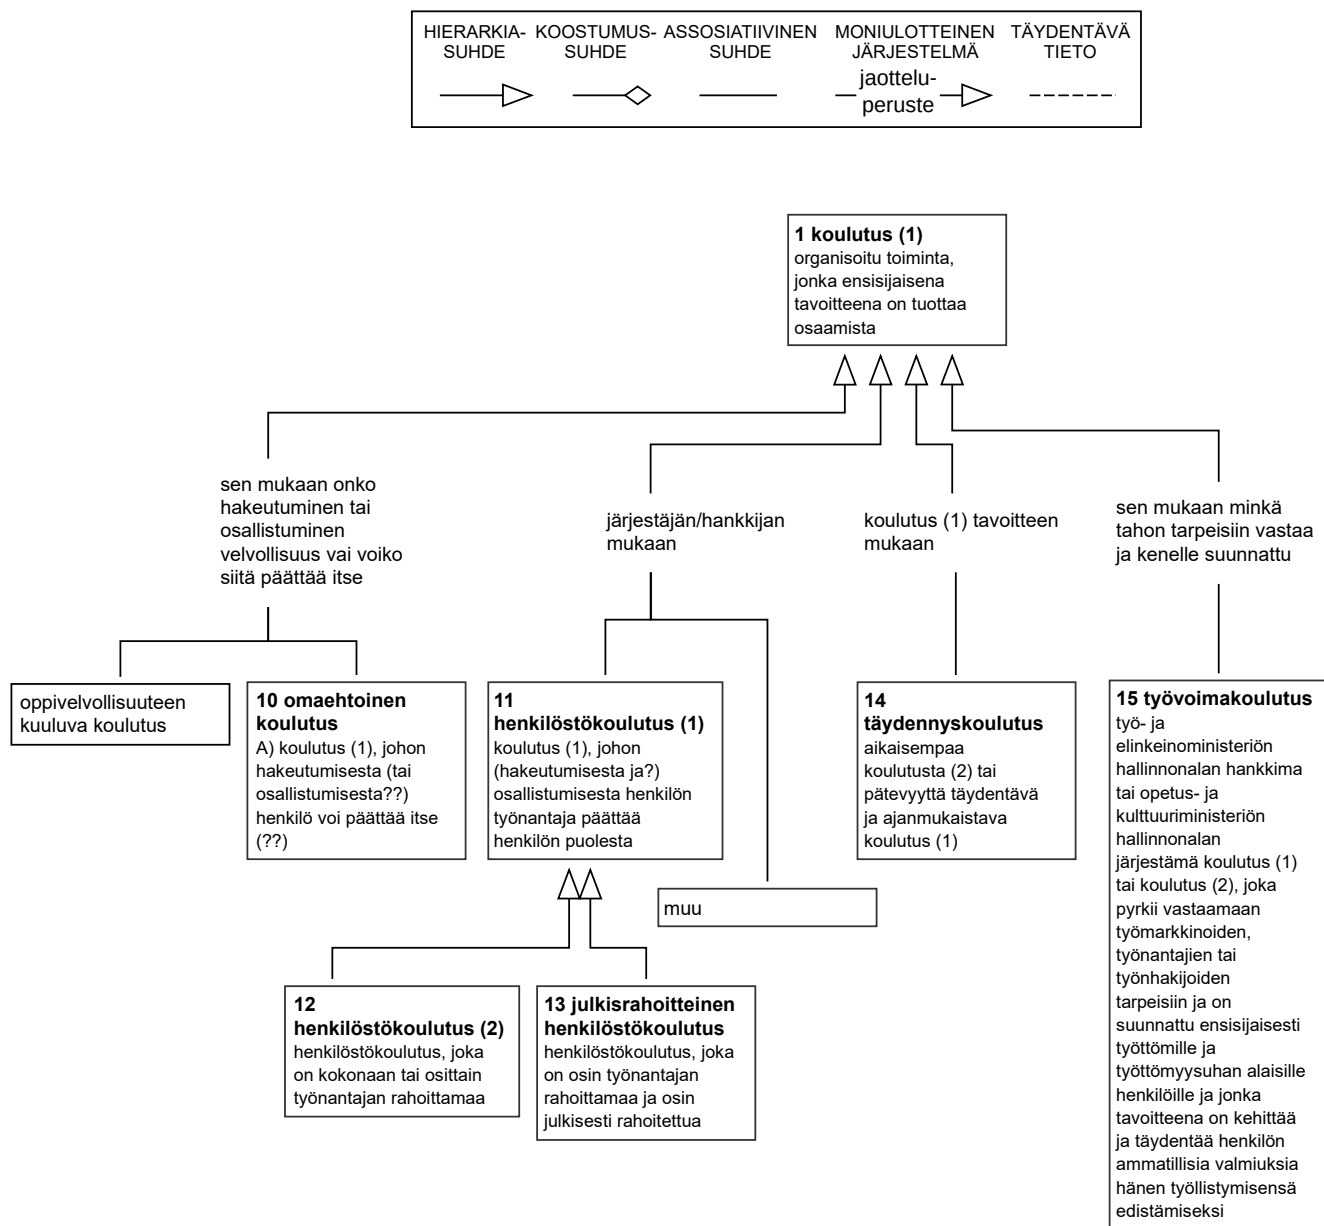 HIERARKIA-
SUHDE
KOOSTUMUS-
SUHDE
ASSOSIATIIVINEN
SUHDE
MONIULOTTEINEN
JÄRJESTELMÄ
jaottelu-
peruste
TÄYDENTÄVÄ
TIETO
1 koulutus (1)
organisoitu toiminta,
jonka ensisijaisena
tavoitteena on tuottaa
osaamista
sen mukaan onko
hakeutuminen tai
osallistuminen
velvollisuus vai voiko
siitä päättää itse
järjestäjän/hankkijan
mukaan
koulutus (1) tavoitteen
mukaan
sen mukaan minkä
tahon tarpeisiin vastaa
ja kenelle suunnattu
oppivelvollisuuteen
kuuluva koulutus
10 omaehtoinen
koulutus
A) koulutus (1), johon
hakeutumisesta (tai
osallistumisesta??)
henkilö voi päättää itse
(??)
11
henkilöstökoulutus (1)
koulutus (1), johon
(hakeutumisesta ja?)
osallistumisesta henkilön
työnantaja päättää
henkilön puolesta
14
täydennyskoulutus
aikaisempaa
koulutusta (2) tai
pätevyyttä täydentävä
ja ajanmukaistava
koulutus (1)
15 työvoimakoulutus
työ- ja
elinkeinoministeriön
hallinnonalan hankkima
tai opetus- ja
kulttuuriministeriön
hallinnonalan
järjestämä koulutus (1)
tai koulutus (2), joka
pyrkii vastaamaan
työmarkkinoiden,
työnantajien tai
työnhakijoiden
tarpeisiin ja on
suunnattu ensisijaisesti
työttömille ja
työttömyysuhan alaisille
henkilöille ja jonka
tavoitteena on kehittää
ja täydentää henkilön
ammatillisia valmiuksia
hänen työllistymisensä
edistämiseksi
muu
12
henkilöstökoulutus (2)
henkilöstökoulutus, joka
on kokonaan tai osittain
työnantajan rahoittamaa
13 julkisrahoitteinen
henkilöstökoulutus
henkilöstökoulutus, joka
on osin työnantajan
rahoittamaa ja osin
julkisesti rahoitettua